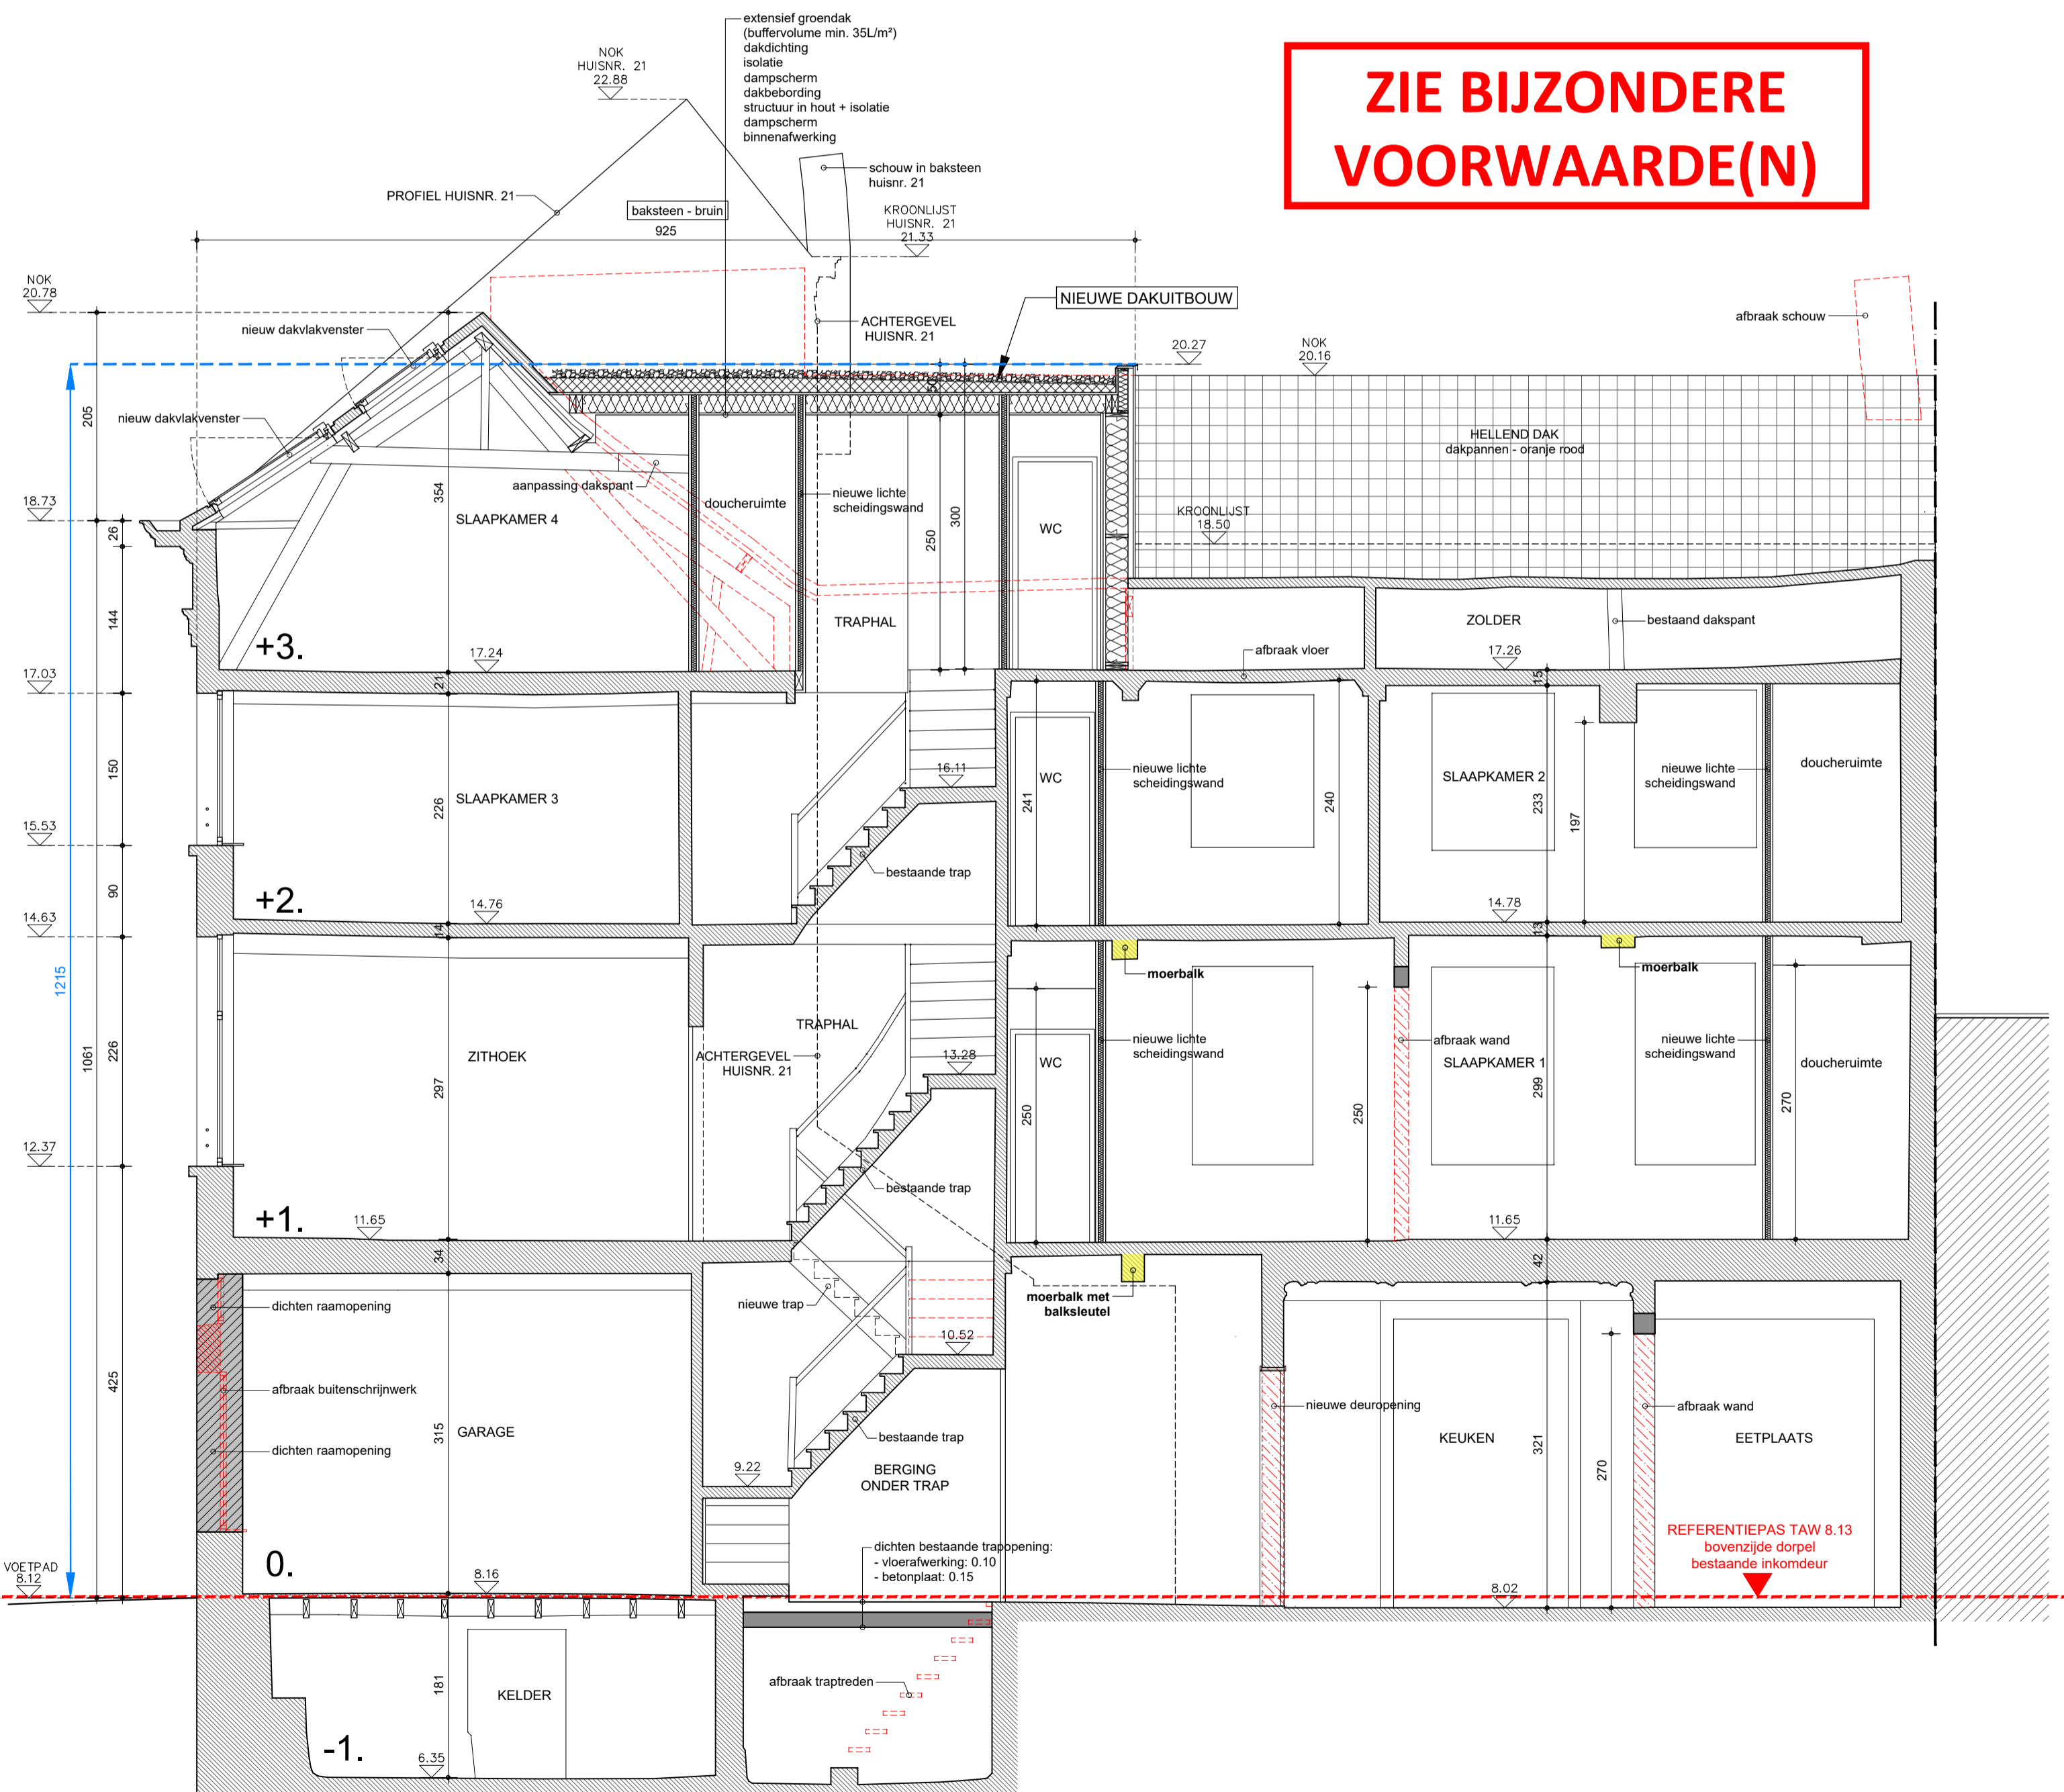 extensief groendak
(buffervolume min. 35L/m²)
dakdichting
isolatie
dampscherm
dakbebording
structuur in hout + isolatie
dampscherm
binnenafwerking
ZIE BIJZONDERE
VOORWAARDE(N)
NOK
HUISNR. 21
22.88
schouw in baksteen
huisnr. 21
PROFIEL HUISNR. 21
baksteen - bruin
925
KROONLIJST
HUISNR. 21
21.33
NOK
20.78
NIEUWE DAKUITBOUW
nieuw dakvlakvenster
ACHTERGEVEL
HUISNR. 21
afbraak schouw
20.27
NOK
20.16
nieuw dakvlakvenster
205
50
HELLEND DAK
dakpannen - oranje rood
aanpassing dakspant
354
doucheruimte
nieuwe lichte
scheidingswand
18.73
26
SLAAPKAMER 4
250
300
WC
KROONLIJST
18.50
144
+3.
17.24
TRAPHAL
ZOLDER
bestaand dakspant
afbraak vloer
17.26
17.03
21
15
150
SLAAPKAMER 3
226
16.11
WC
241
nieuwe lichte
scheidingswand
240
SLAAPKAMER 2
233
197
nieuwe lichte
scheidingswand
doucheruimte
15.53
bestaande trap
90
+2.
14.76
14.78
14.63
14
13
1215
moerbalk
moerbalk
1061
226
ZITHOEK
297
TRAPHAL
ACHTERGEVEL
HUISNR. 21
13.28
WC
250
nieuwe lichte
scheidingswand
250
afbraak wand
SLAAPKAMER 1
299
nieuwe lichte
scheidingswand
270
doucheruimte
12.37
bestaande trap
+1.
11.65
11.65
34
42
dichten raamopening
nieuwe trap
moerbalk met
balksleutel
10.52
425
afbraak buitenschrijnwerk
315
GARAGE
dichten raamopening
bestaande trap
nieuwe deuropening
KEUKEN
321
270
afbraak wand
EETPLAATS
9.22
BERGING
ONDER TRAP
REFERENTIEPAS TAW 8.13
bovenzijde dorpel
bestaande inkomdeur
dichten bestaande trapopening:
- vloerafwerking: 0.10
- betonplaat: 0.15
VOETPAD
8.12
0.
8.16
8.02
181
KELDER
afbraak traptreden
-1.
6.35